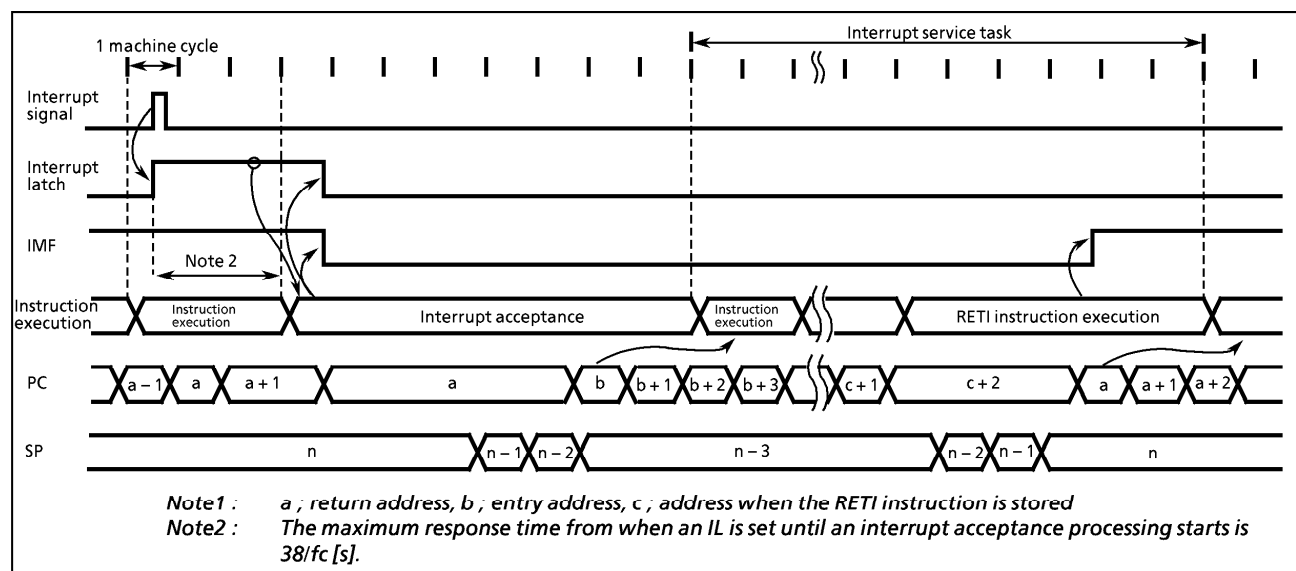 1 machine cycle
Interrupt service task
Interrupt
signal
Interrupt
latch
IMF
Note 2
Instruction
execution
Instruction
execution
Interrupt acceptance
Instruction
execution
RETI instruction execution
PC
a – 1
a
a + 1
a
b
b + 1
b + 2
b + 3
c + 1
c + 2
a
a + 1
a + 2
SP
n
n – 1
n – 2
n – 3
n – 2
n – 1
n
Note1 : a ; return address, b ; entry address, c ; address when the RETI instruction is stored
Note2 : The maximum response time from when an IL is set until an interrupt acceptance processing starts is
38/fc [s].